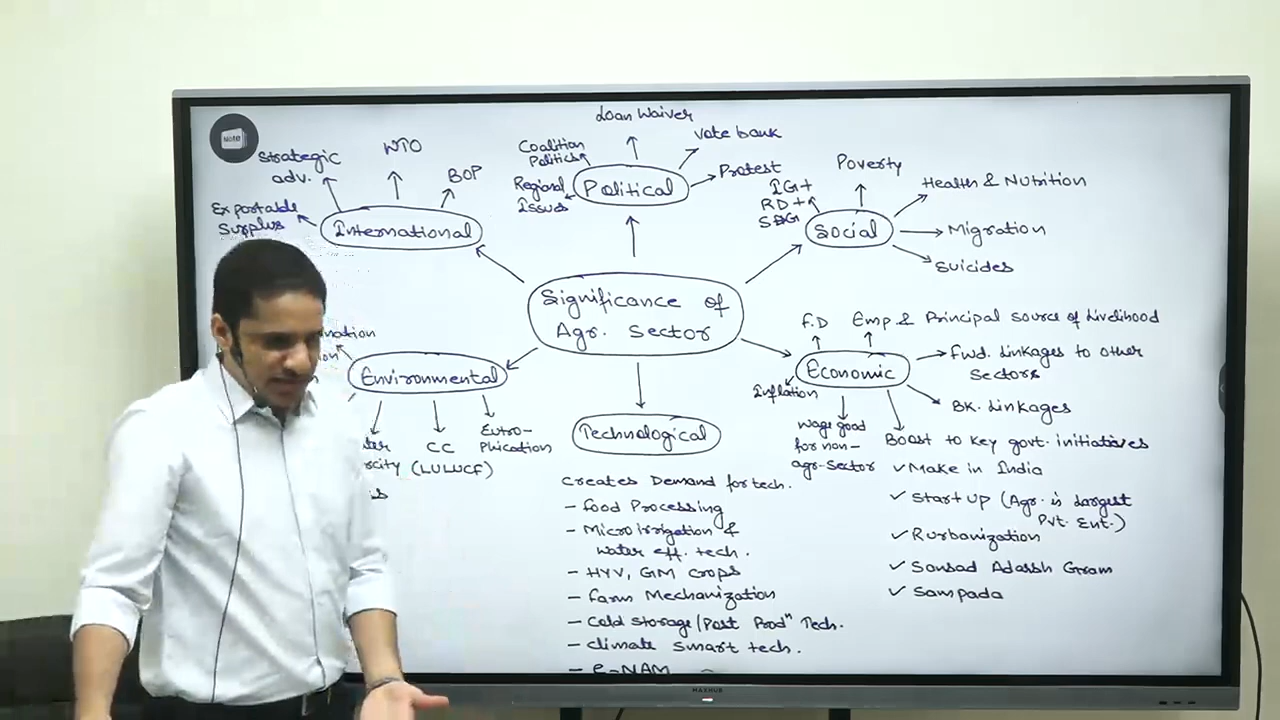 Note
Loan Waiver
Coalition
Politics
Vote bank
Regional
Issues
Political
Protest
Strategic
adv.
WTO
BOP
Exportable
Surplus
International
Poverty
IG+
RD+
SDG
Health & Nutrition
Social
Migration
Suicides
Significance of
Agr. Sector
Environmental
CC
(LULUCF)
Eutro-
Phication
F.D
Emp. & Principal source of Livelihood
Economic
Fwd. Linkages to other
Sectors
Inflation
BK. Linkages
Wage good
for non-
agr-sector
Boost to Key govt. initiatives
✓ Make in India
✓ Start Up (Agr. is Largest
Pvt. Ent.)
✓ Rurbanization
✓ Sansad Adarsh Gram
✓ Sampada
Technological
Creates Demand for tech.
- Food Processing
- Micro irrigation &
water eff. tech.
- HYV, GM Crops
- Farm Mechanization
- Cold Storage/Post Prodⁿ Tech.
- Climate Smart tech.
- e-NAM
MAXHUB